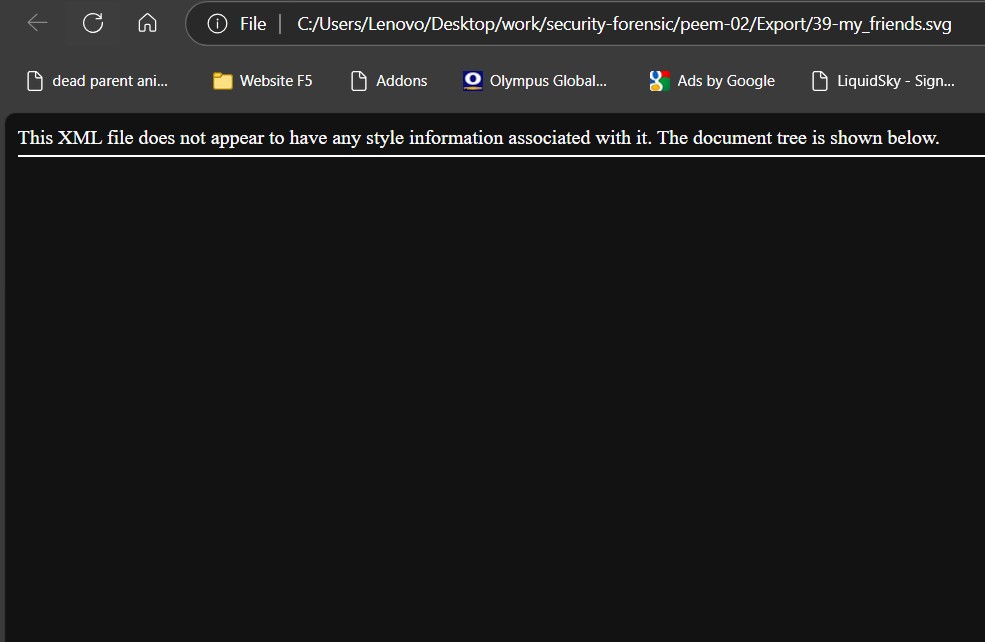 File | C:/Users/Lenovo/Desktop/work/security-forensic/peem-02/Export/39-my_friends.svg
dead parent ani... Website F5 Addons Olympus Global... Ads by Google LiquidSky - Sign...
This XML file does not appear to have any style information associated with it. The document tree is shown below.